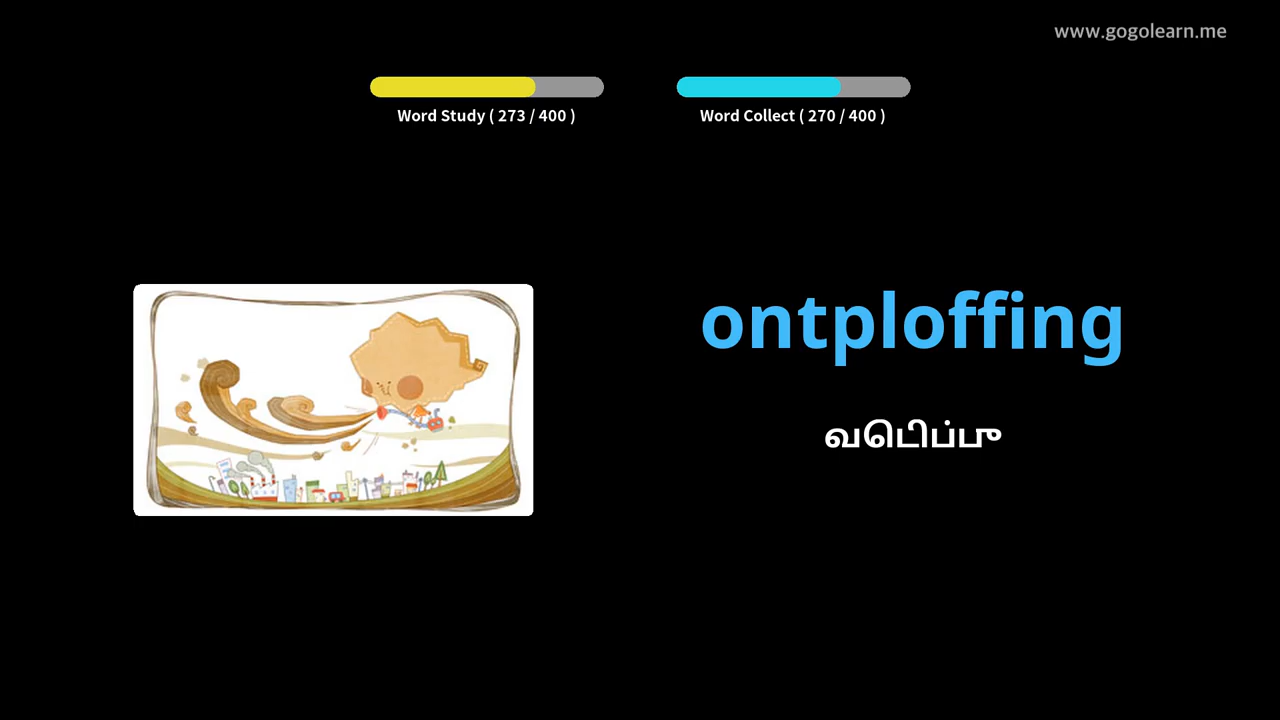 www.gogolearn.me
Word Study ( 273 / 400 )
Word Collect ( 270 / 400 )
ontploffing
வெடிப்பு